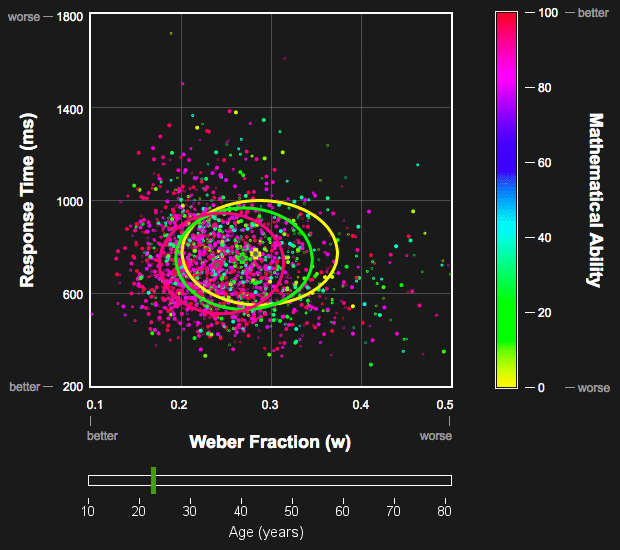 worse
1800
1400
1000
600
better
200
Response Time (ms)
0.1
0.2
0.3
0.4
0.5
better
worse
Weber Fraction (w)
100
better
80
60
40
20
0
worse
Mathematical Ability
10
20
30
40
50
60
70
80
Age (years)